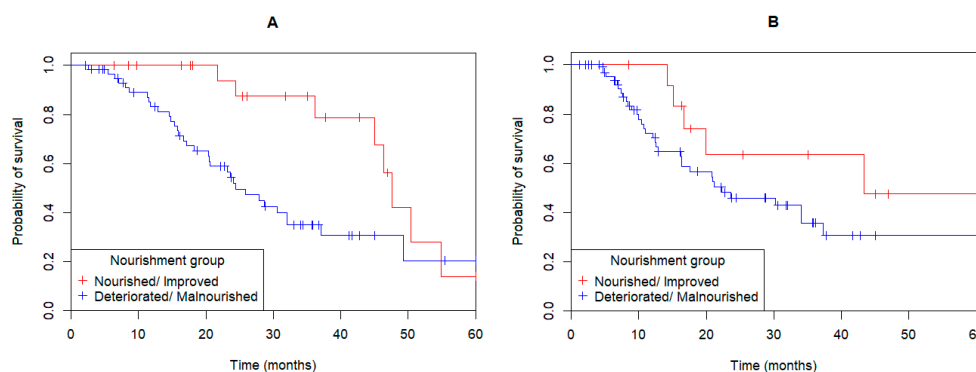 A
Probability of survival
1.0
0.8
0.6
0.4
0.2
0.0
Nourishment group
Nourished/ Improved
Deteriorated/ Malnourished
0 10 20 30 40 50 60
Time (months)
B
Probability of survival
1.0
0.8
0.6
0.4
0.2
0.0
Nourishment group
Nourished/ Improved
Deteriorated/ Malnourished
0 10 20 30 40 50 60
Time (months)